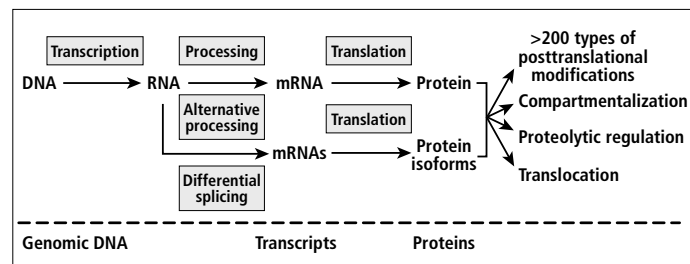 Transcription
Processing
Translation
>200 types of
posttranslational
modifications
DNA
RNA
mRNA
Protein
Compartmentalization
Alternative
processing
Translation
Proteolytic regulation
mRNAs
Protein
isoforms
Translocation
Differential
splicing
Genomic DNA
Transcripts
Proteins